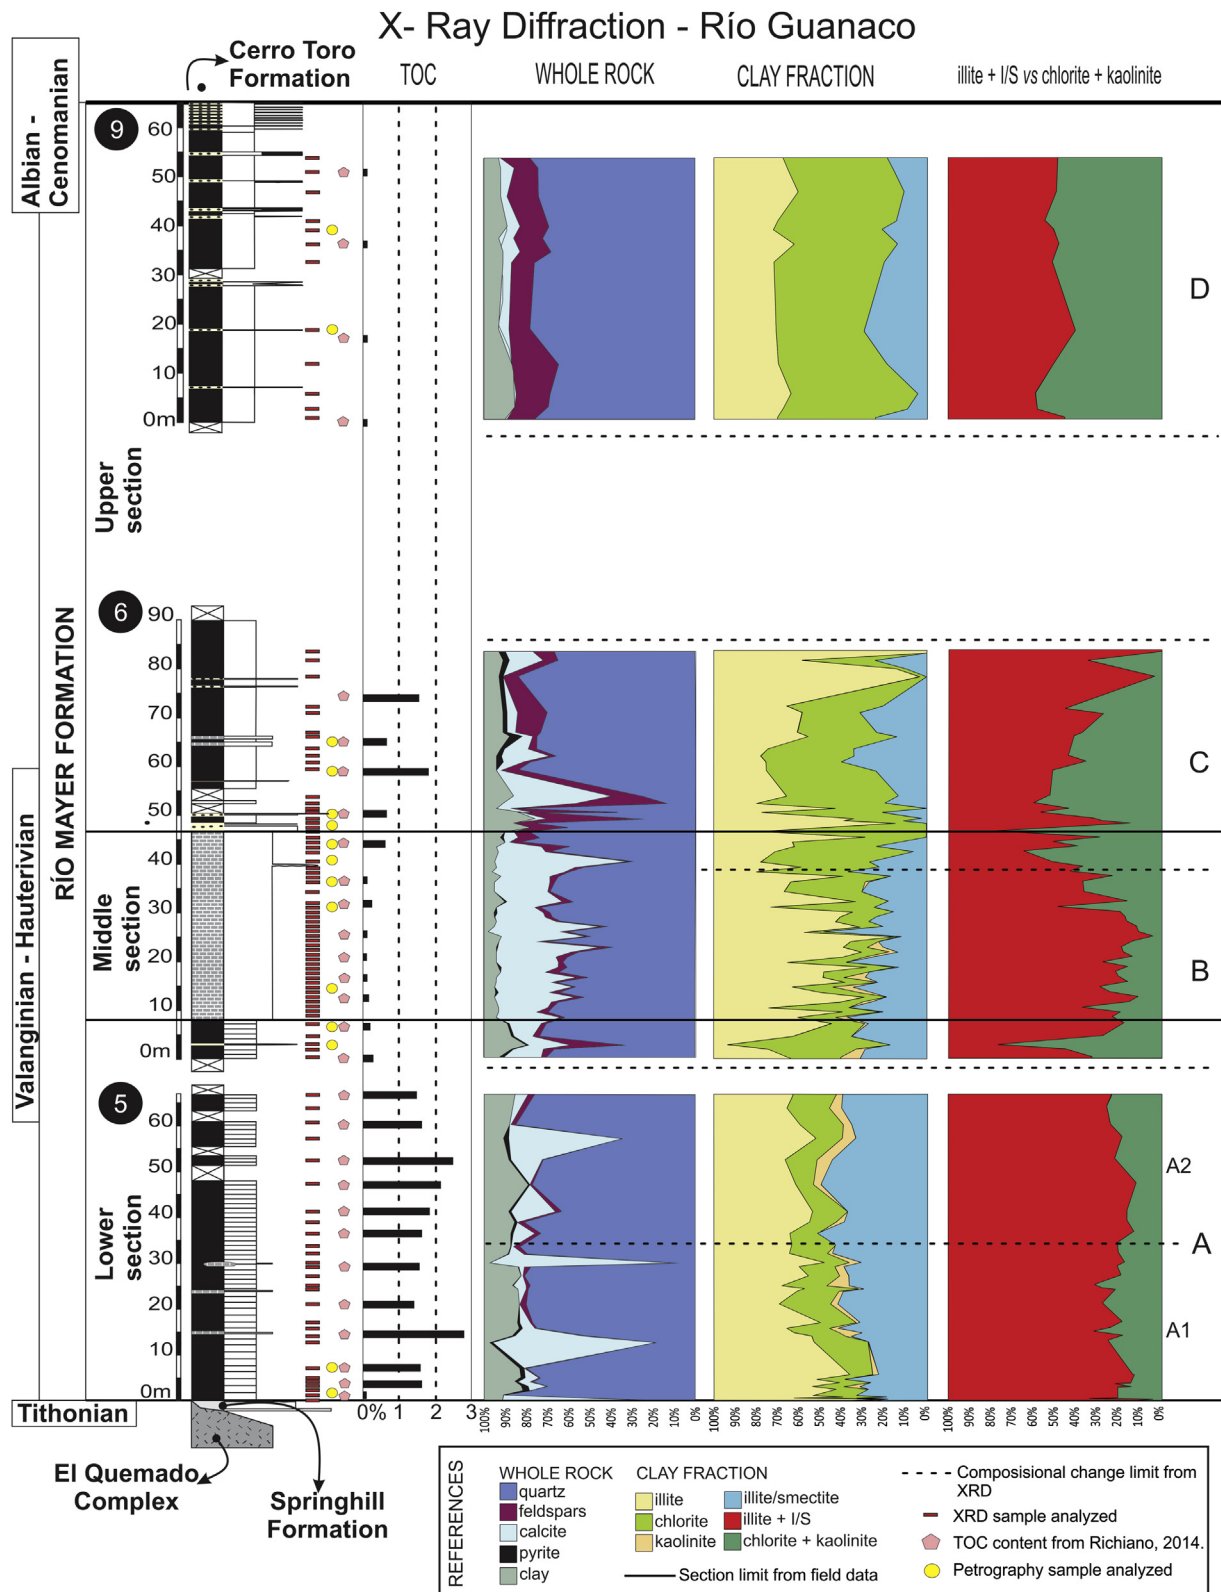 X- Ray Diffraction - Río Guanaco
Cerro Toro
Formation
TOC
WHOLE ROCK
CLAY FRACTION
illite + I/S vs chlorite + kaolinite
Albian -
Cenomanian
Valanginian - Hauterivian
Tithonian
RÍO MAYER FORMATION
Upper
section
Middle
section
Lower
section
9
60
50
40
30
20
10
0m
D
6
90
80
70
60
50
40
30
20
10
0m
C
B
5
60
50
40
30
20
10
0m
A2
A
A1
0% 1 2 3
100% 90% 80% 70% 60% 50% 40% 30% 20% 10% 0%
100% 90% 80% 70% 60% 50% 40% 30% 20% 10% 0%
100% 90% 80% 70% 60% 50% 40% 30% 20% 10% 0%
El Quemado
Complex
Springhill
Formation
REFERENCES
WHOLE ROCK
quartz
feldspars
calcite
pyrite
clay
CLAY FRACTION
illite
chlorite
kaolinite
illite/smectite
illite + I/S
chlorite + kaolinite
Section limit from field data
Composisional change limit from
XRD
XRD sample analyzed
TOC content from Richiano, 2014.
Petrography sample analyzed